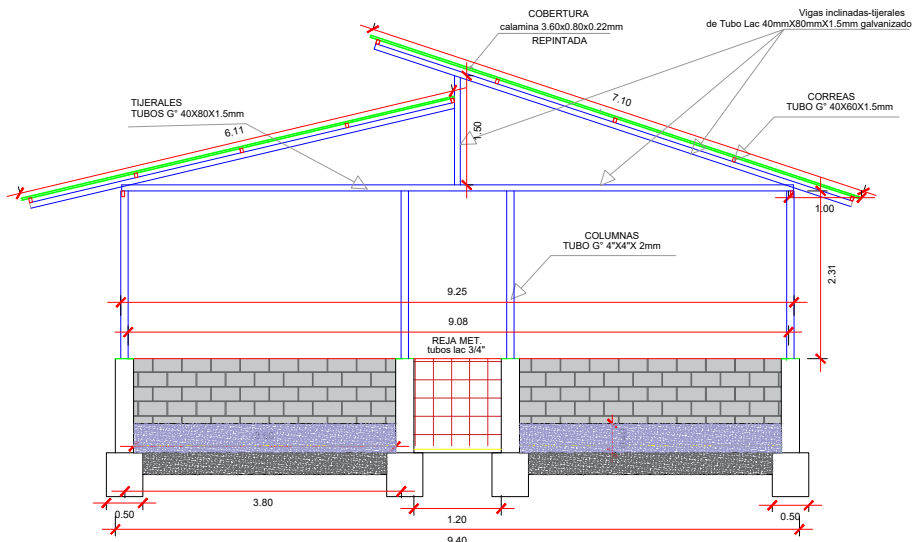 COBERTURA
calamina 3.60x0.80x0.22mm
REPINTADA
Vigas inclinadas-tijerales
de Tubo Lac 40mmX80mmX1.5mm galvanizado
TIJERALES
TUBOS G° 40X80X1.5mm
6.11
1.50
7.10
CORREAS
TUBO G° 40X60X1.5mm
1.00
COLUMNAS
TUBO G° 4"X4"X 2mm
2.31
9.25
9.08
REJA MET.
tubos lac 3/4"
3.80
0.50
1.20
0.50
9.40